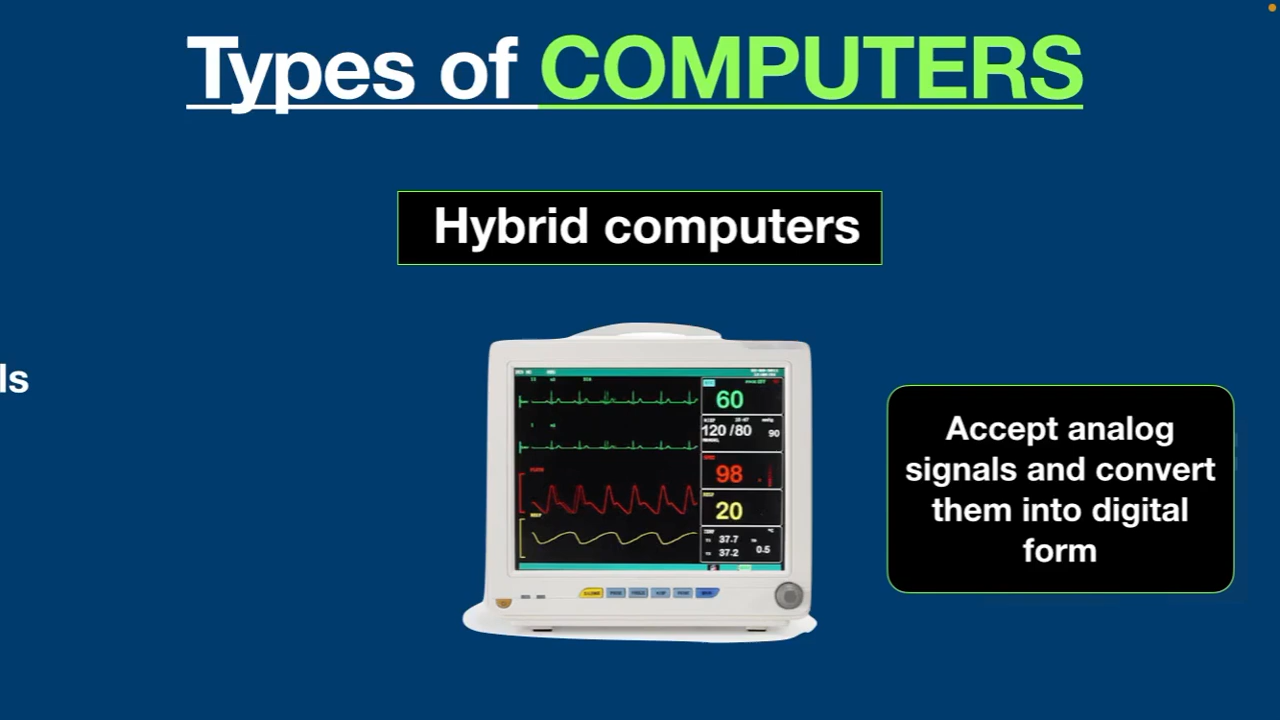 Types of COMPUTERS
Hybrid computers
ls
60
120/80
90
98
20
37.7
37.2
0.5
Accept analog
signals and convert
them into digital
form